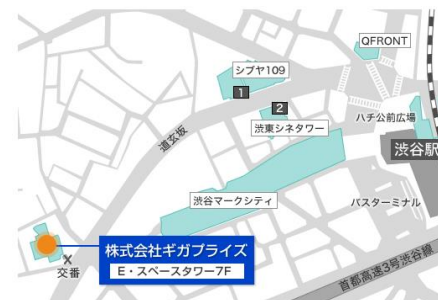 QFRONT
シブヤ109
1
2
渋東シネタワー
ハチ公前広場
道玄坂
渋谷駅
渋谷マークシティ
バスターミナル
株式会社ギガプライズ
E・スペースタワー7F
交番
首都高速3号渋谷線